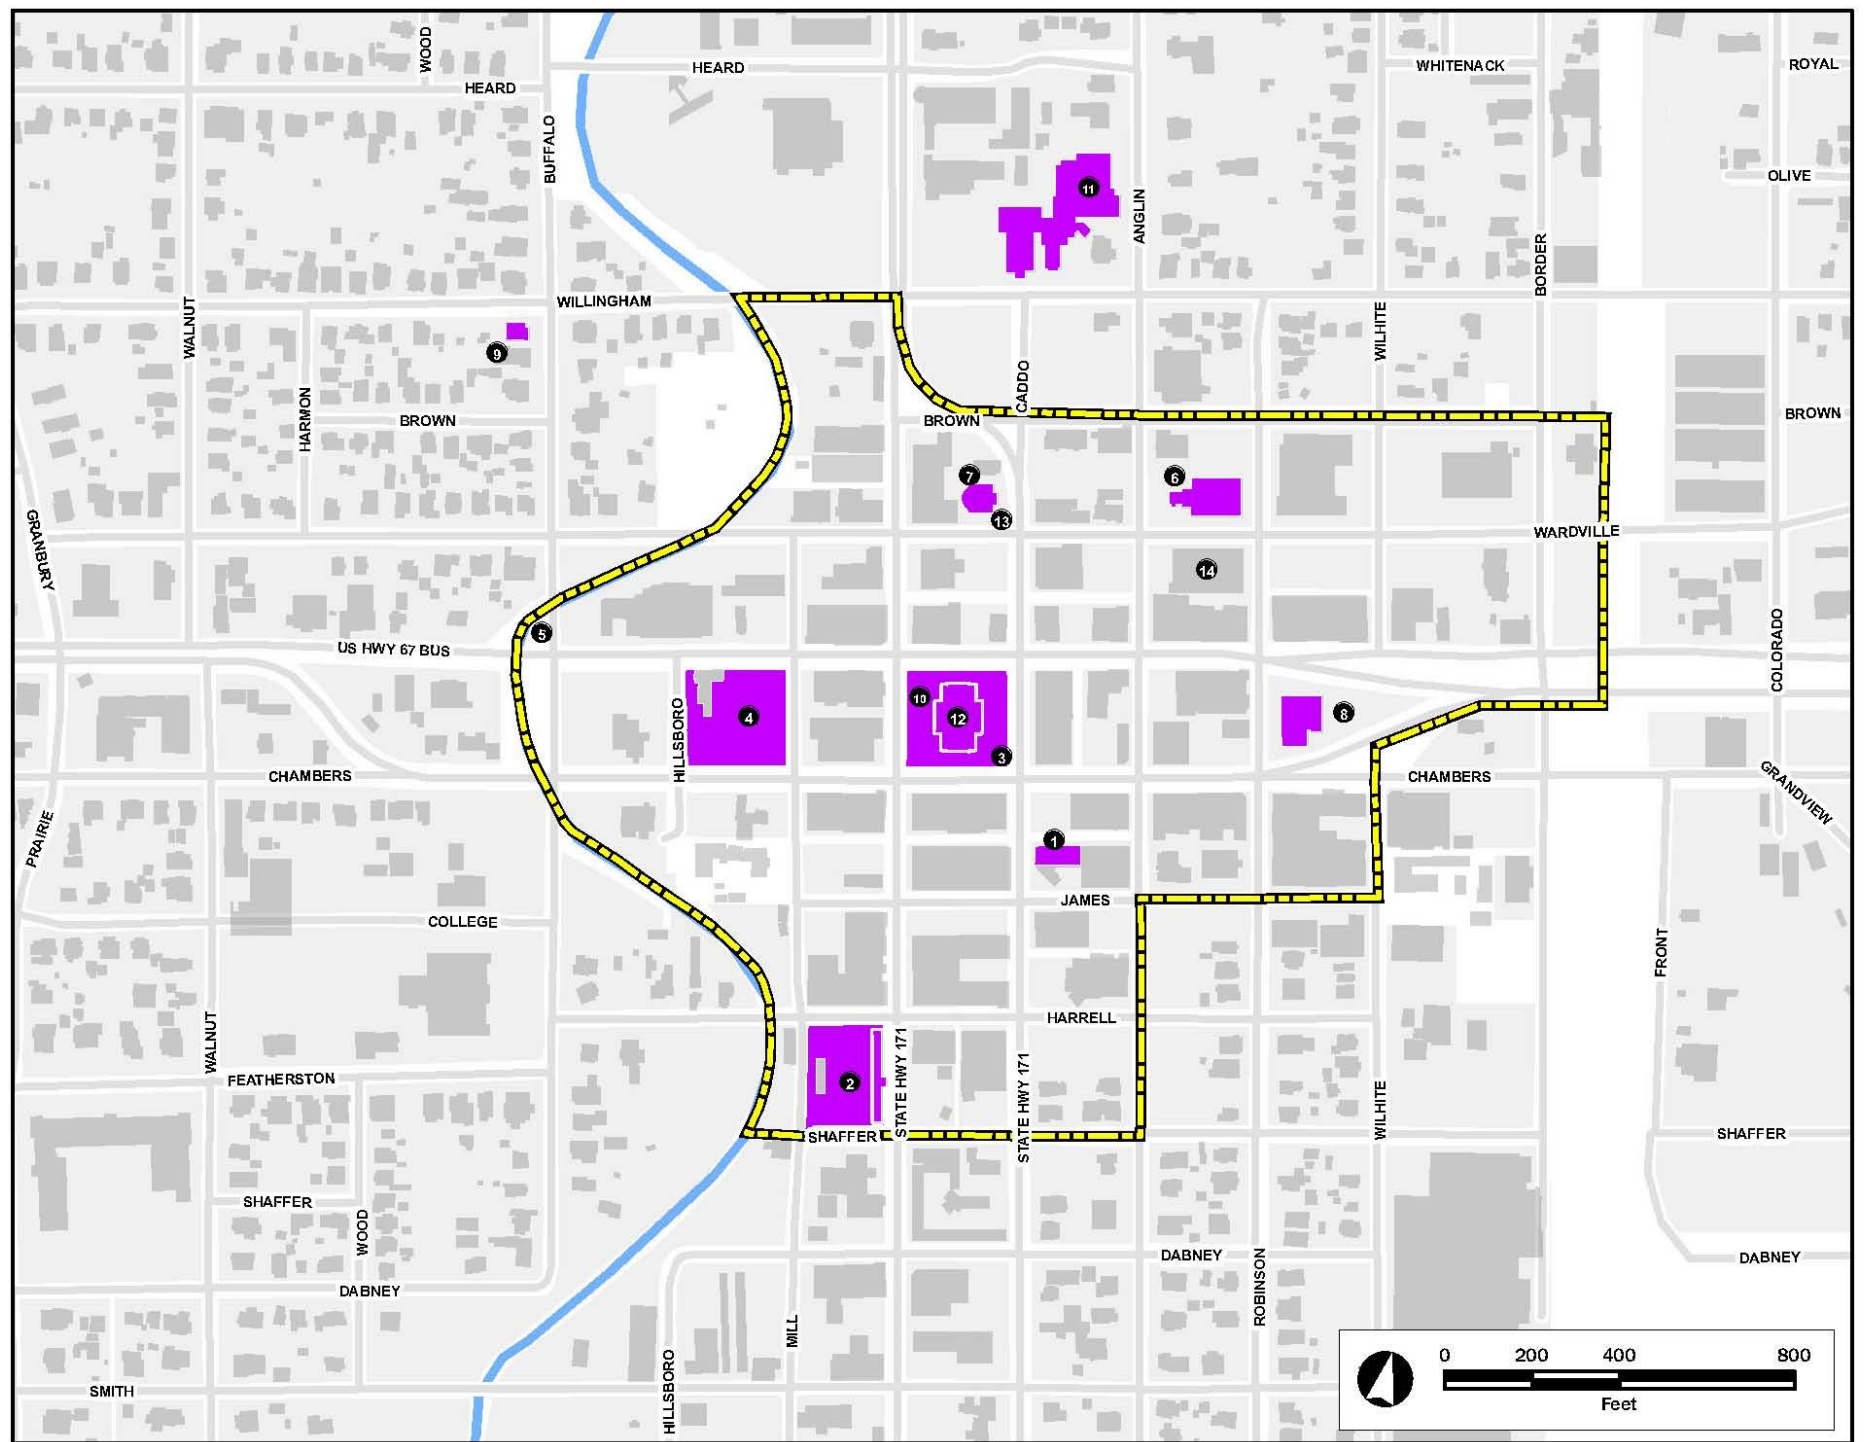 WOOD
HEARD
WHITENACK
ROYAL
HEARD
BUFFALO
OLIVE
11
ANGLIN
BORDER
WILLINGHAM
WALNUT
WILHITE
9
HARMON
CADDO
BROWN
BROWN
BROWN
7
6
13
WARDVILLE
GRANBURY
14
5
US HWY 67 BUS
COLORADO
HILLSBORO
4
10
12
3
8
CHAMBERS
CHAMBERS
GRANDVIEW
PRAIRIE
1
JAMES
COLLEGE
FRONT
HARRELL
WALNUT
FEATHERSTON
2
STATE HWY 171
STATE HWY 171
WILHITE
SHAFFER
SHAFFER
SHAFFER
WOOD
DABNEY
DABNEY
DABNEY
ROBINSON
MILL
HILLSBORO
SMITH
0 200 400 800
Feet